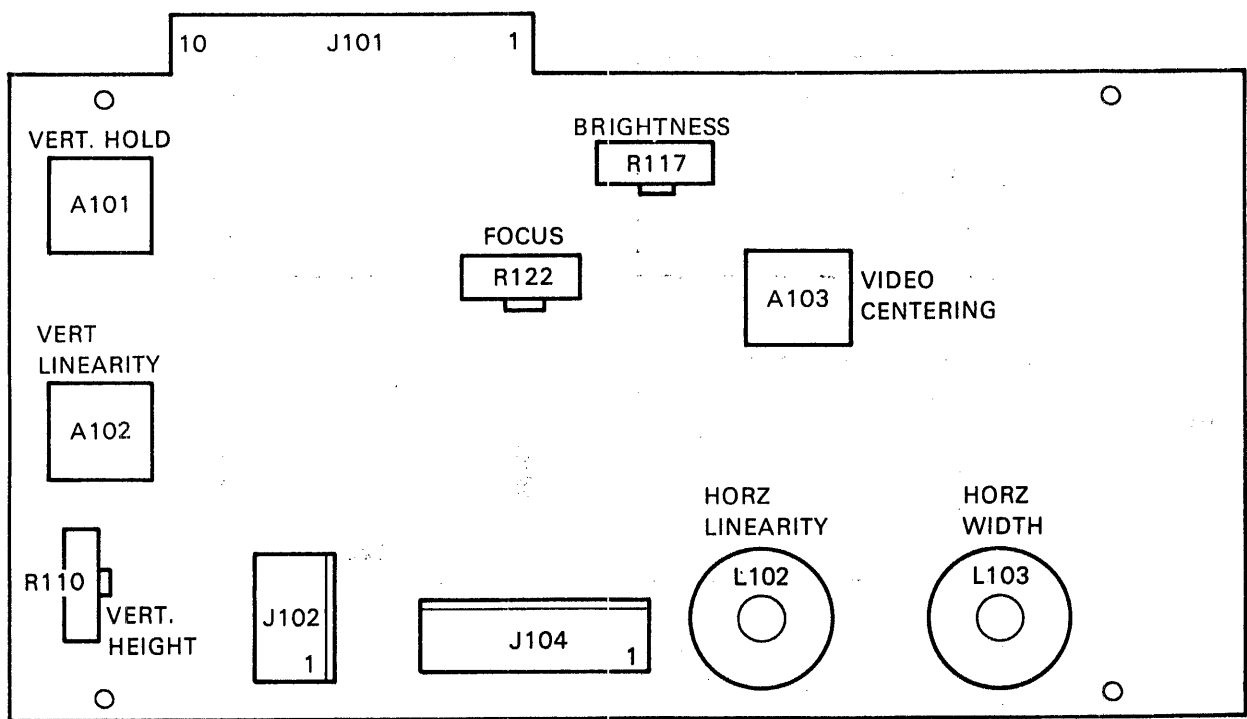 10 J101 1
VERT. HOLD
A101
BRIGHTNESS
R117
FOCUS
R122
A103
VIDEO
CENTERING
VERT
LINEARITY
A102
HORZ
LINEARITY
L102
HORZ
WIDTH
L103
R110
VERT.
HEIGHT
J102
1
J104
1